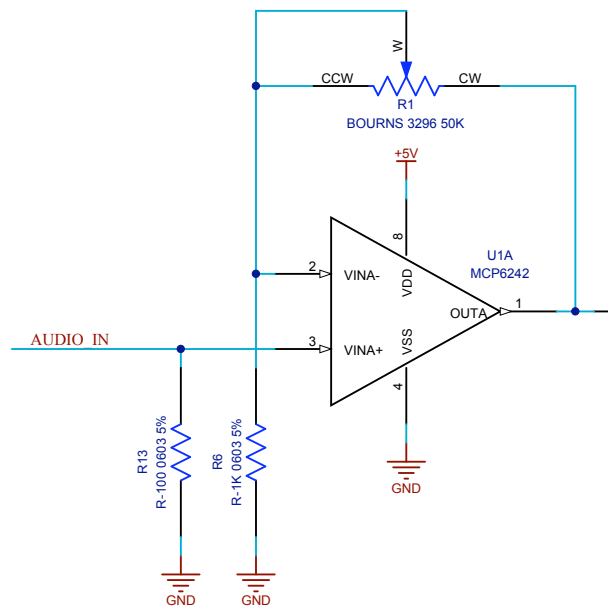 W
CCW
CW
R1
BOURNS 3296 50K
+5V
8
U1A
MCP6242
2
VINA-
VDD
OUTA
1
AUDIO_IN
3
VINA+
VSS
4
R13
R-100 0603 5%
R6
R-1K 0603 5%
GND
GND
GND